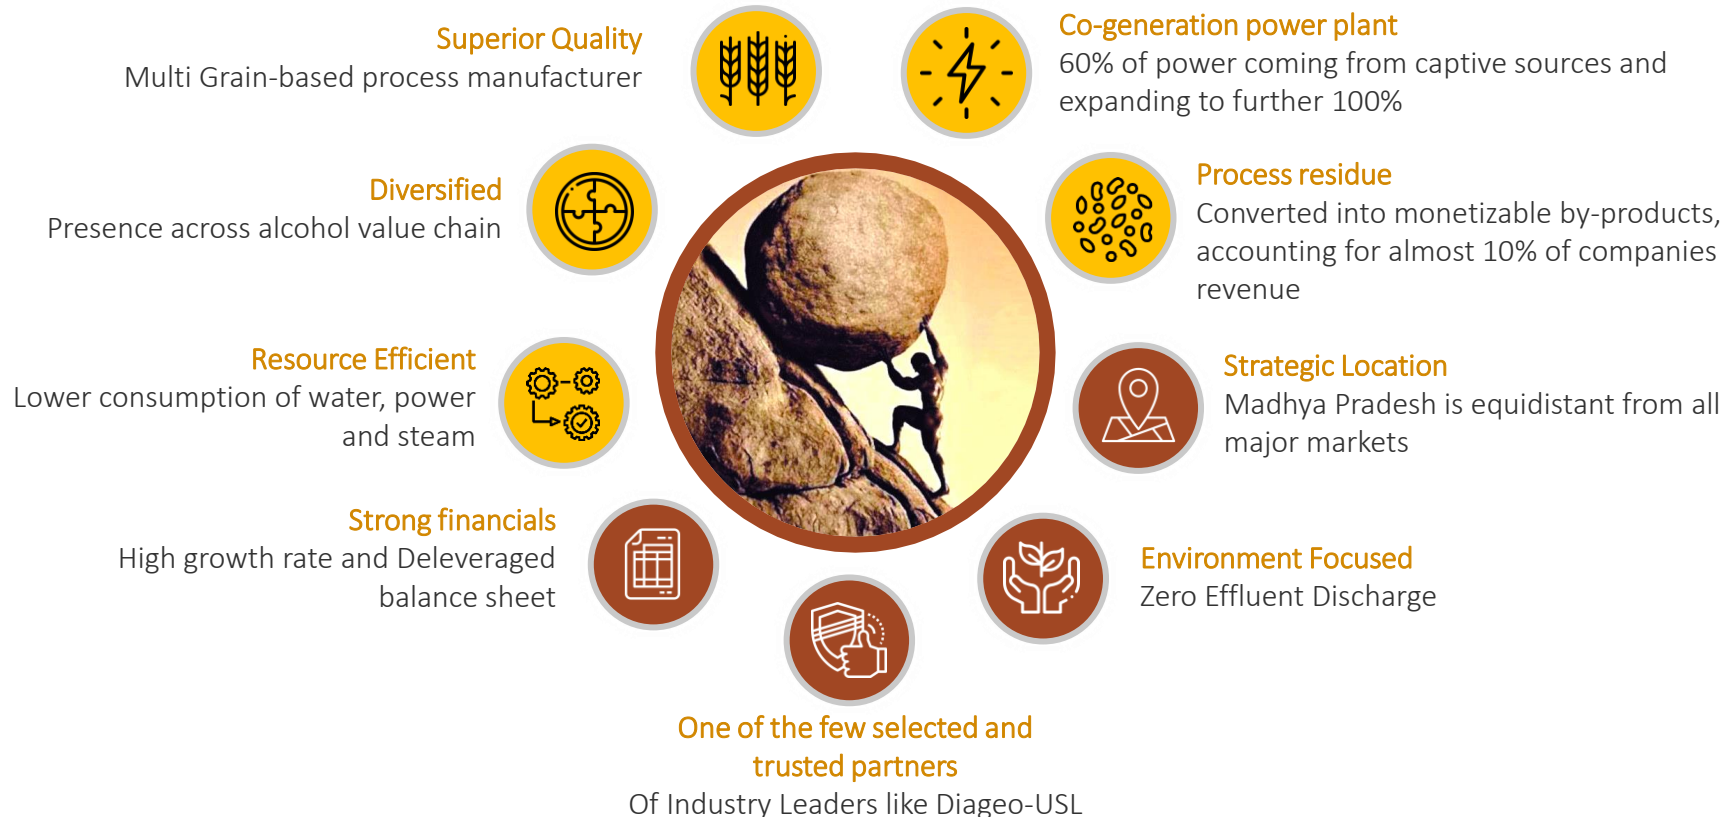 Superior Quality
Multi Grain-based process manufacturer
Co-generation power plant
60% of power coming from captive sources and
expanding to further 100%
Diversified
Presence across alcohol value chain
Process residue
Converted into monetizable by-products,
accounting for almost 10% of companies
revenue
Resource Efficient
Lower consumption of water, power
and steam
Strategic Location
Madhya Pradesh is equidistant from all
major markets
Strong financials
High growth rate and Deleveraged
balance sheet
Environment Focused
Zero Effluent Discharge
One of the few selected and
trusted partners
Of Industry Leaders like Diageo-USL